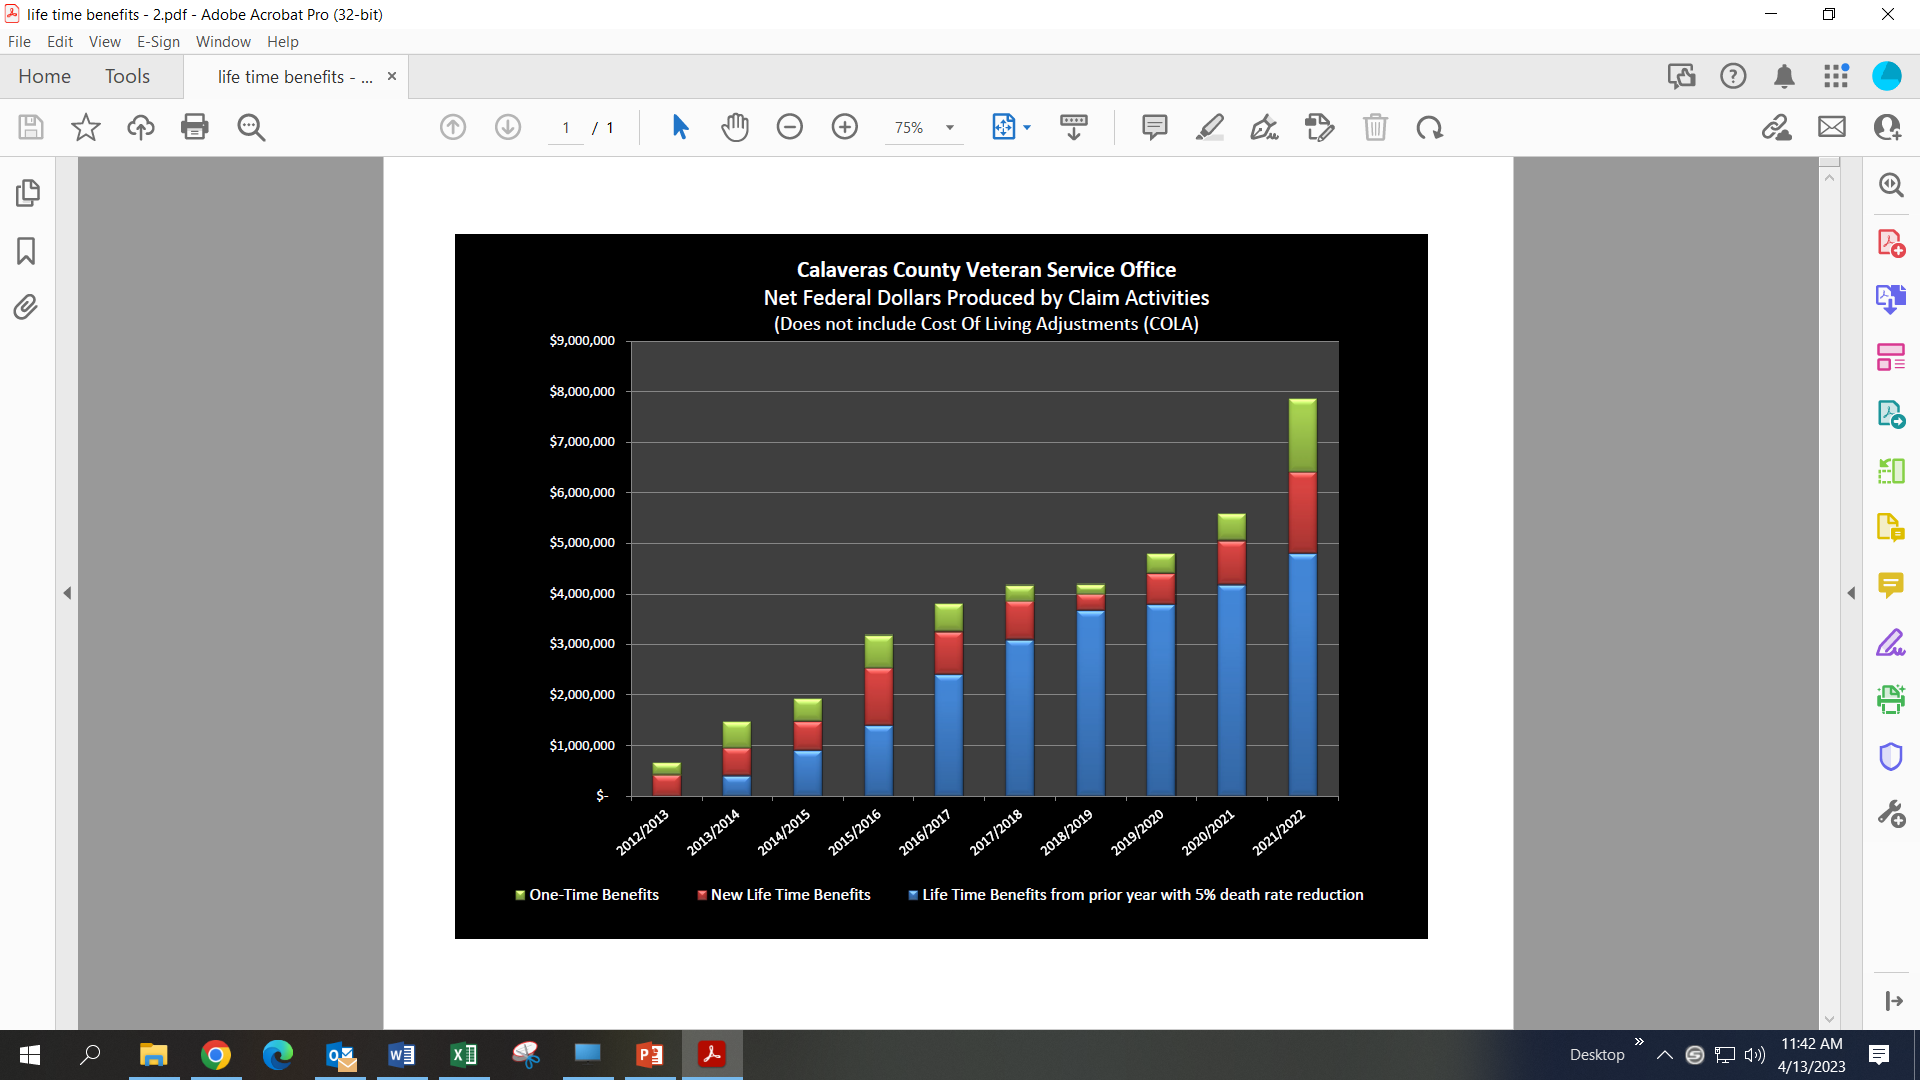 life time benefits - 2.pdf - Adobe Acrobat Pro (32-bit)
File Edit View E-Sign Window Help
Home Tools life time benefits - ... ×
1 / 1 75%
Calaveras County Veteran Service Office
Net Federal Dollars Produced by Claim Activities
(Does not include Cost Of Living Adjustments (COLA)
$9,000,000
$8,000,000
$7,000,000
$6,000,000
$5,000,000
$4,000,000
$3,000,000
$2,000,000
$1,000,000
$-
2012/2013 2013/2014 2014/2015 2015/2016 2016/2017 2017/2018 2018/2019 2019/2020 2020/2021 2021/2022
One-Time Benefits New Life Time Benefits Life Time Benefits from prior year with 5% death rate reduction
Desktop »
11:42 AM
4/13/2023